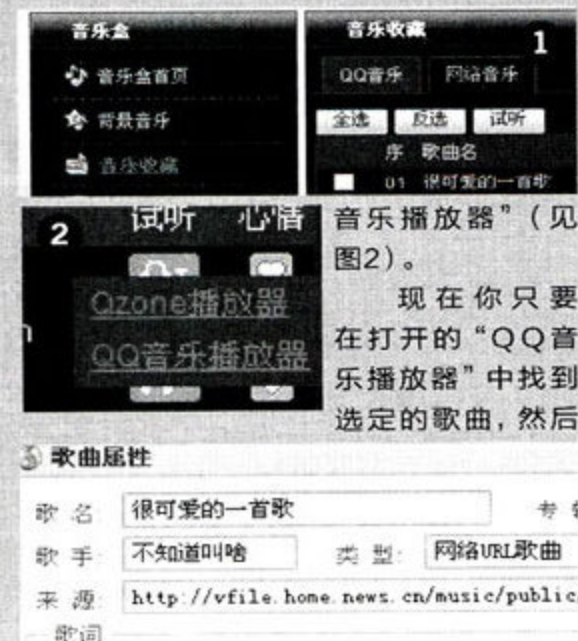 音乐盒
音乐盒首页
背景音乐
音乐收藏
音乐收藏
1
QQ音乐 网络音乐
全选 反选 试听
序 歌曲名
01 很可爱的一首歌
2
试听 心情
Qzone播放器
QQ音乐播放器
音乐播放器”（见
图2）。
现在你只要
在打开的“QQ音
乐播放器”中找到
选定的歌曲，然后
歌曲属性
歌 名: 很可爱的一首歌
歌 手: 不知道叫啥 类 型: 网络URL歌曲
来 源: http://vfile.home.news.cn/music/public/
歌词